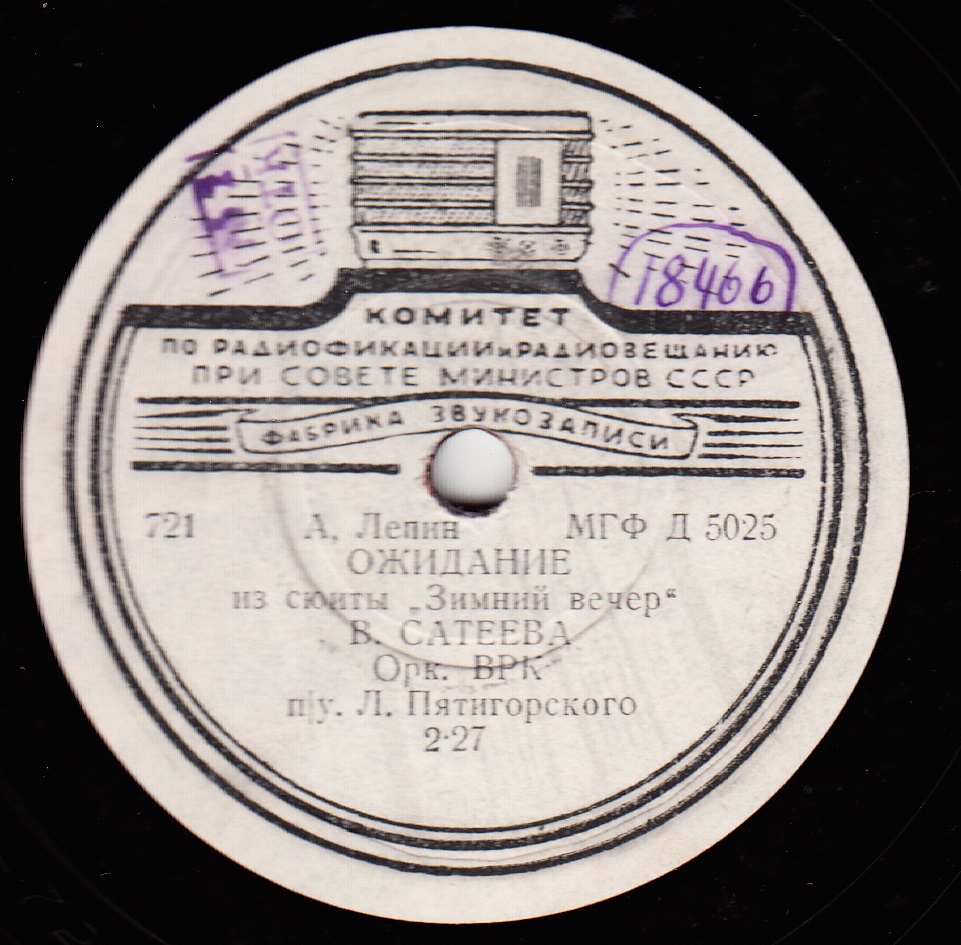 18466
КОМИТЕТ
ПО РАДИОФИКАЦИИ и РАДИОВЕЩАНИЮ
ПРИ СОВЕТЕ МИНИСТРОВ СССР
ФАБРИКА ЗВУКОЗАПИСИ
721 А. Лепин МГФ Д 5025
ОЖИДАНИЕ
из сюиты „Зимний вечер“
В. САТЕЕВА
Орк. ВРК
п/у. Л. Пятигорского
2·27